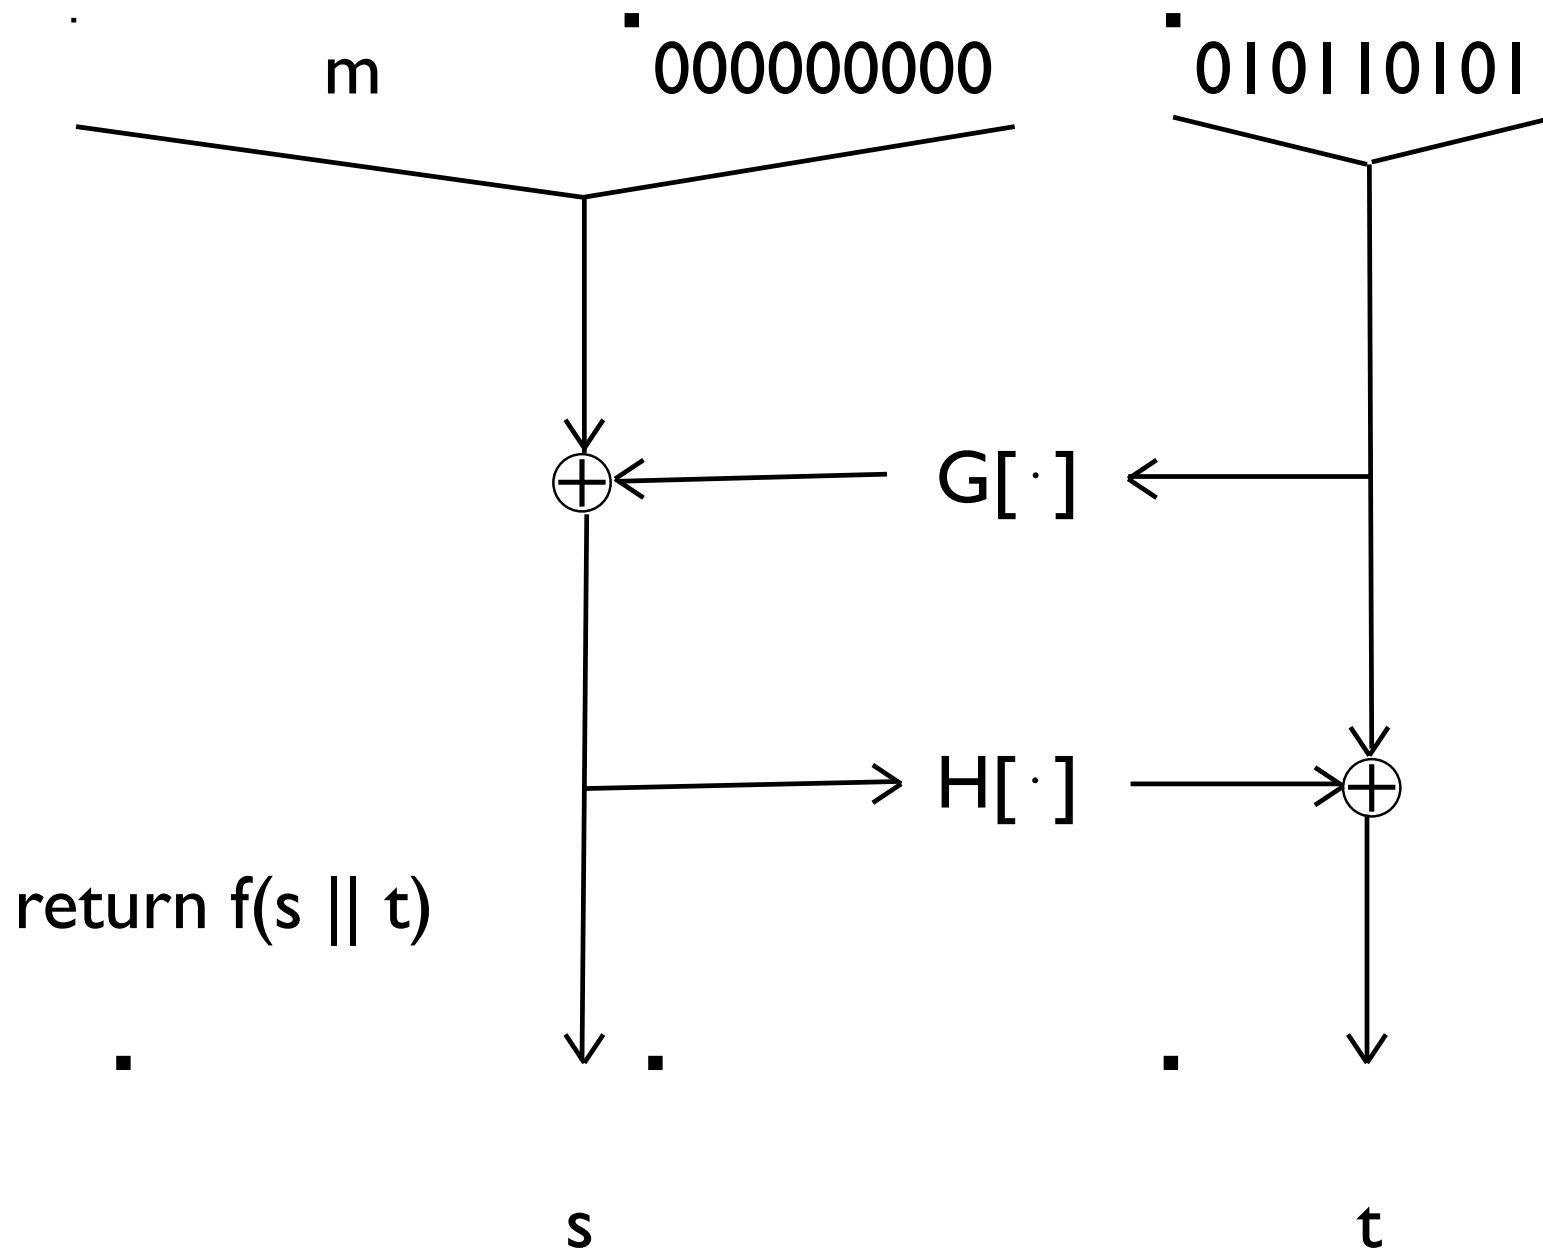 m 000000000 010110101
G[ · ]
H[ · ]
return f(s || t)
s t